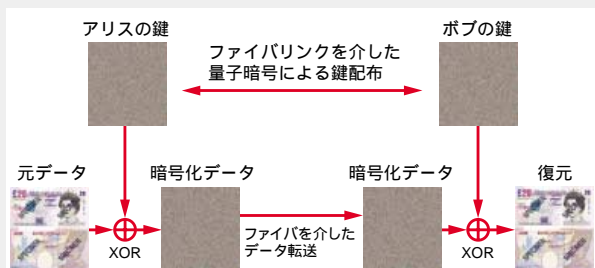 アリスの鍵
ボブの鍵
ファイバリンクを介した
量子暗号による鍵配布
元データ
暗号化データ
暗号化データ
復元
XOR
ファイバを介した
データ転送
XOR
£20
£20